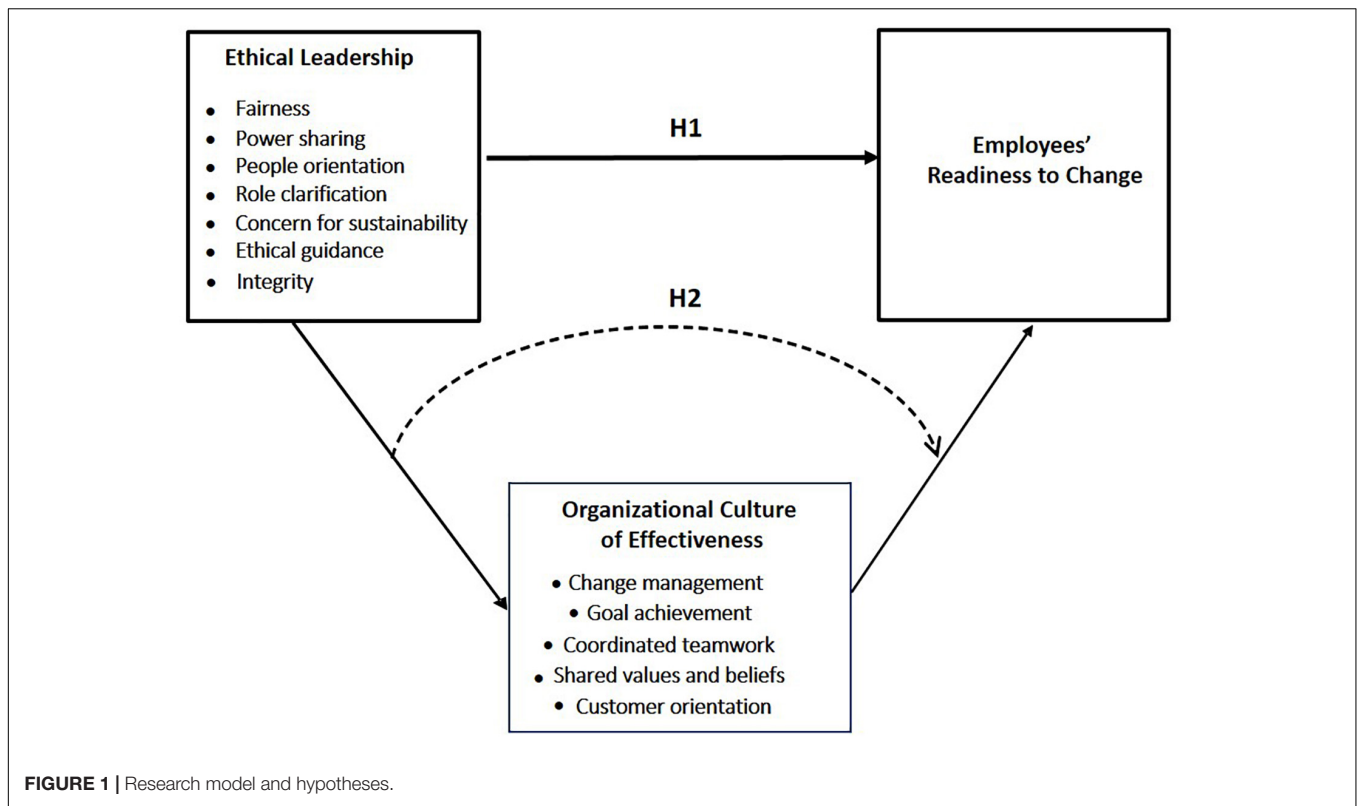 Ethical Leadership
• Fairness
• Power sharing
• People orientation
• Role clarification
• Concern for sustainability
• Ethical guidance
• Integrity
H1
Employees’
Readiness to Change
H2
Organizational Culture
of Effectiveness
• Change management
• Goal achievement
• Coordinated teamwork
• Shared values and beliefs
• Customer orientation
FIGURE 1 | Research model and hypotheses.